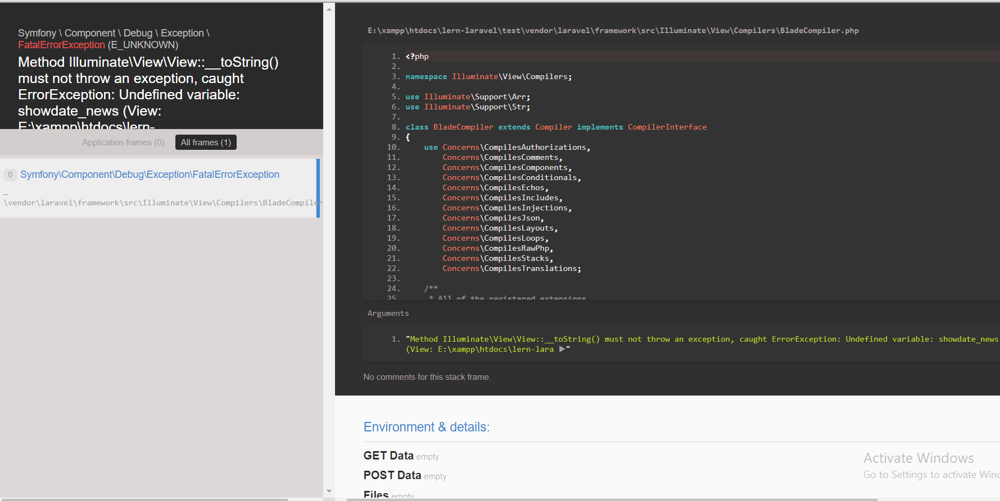 Symfony \ Component \ Debug \ Exception \
FatalErrorException (E_UNKNOWN)
Method Illuminate\View\View::__toString()
must not throw an exception, caught
ErrorException: Undefined variable:
showdate_news (View:
E:\xampp\htdocs\lern-
Application frames (0)
All frames (1)
0 Symfony\Component\Debug\Exception\FatalErrorException
…
\vendor\laravel\framework\src\Illuminate\View\Compilers\BladeCompiler
E:\xampp\htdocs\lern-laravel\test\vendor\laravel\framework\src\Illuminate\View\Compilers\BladeCompiler.php
1. <?php
2.
3. namespace Illuminate\View\Compilers;
4.
5. use Illuminate\Support\Arr;
6. use Illuminate\Support\Str;
7.
8. class BladeCompiler extends Compiler implements CompilerInterface
9. {
10. use Concerns\CompilesAuthorizations,
11. Concerns\CompilesComments,
12. Concerns\CompilesComponents,
13. Concerns\CompilesConditionals,
14. Concerns\CompilesEchos,
15. Concerns\CompilesIncludes,
16. Concerns\CompilesInjections,
17. Concerns\CompilesJson,
18. Concerns\CompilesLayouts,
19. Concerns\CompilesLoops,
20. Concerns\CompilesRawPhp,
21. Concerns\CompilesStacks,
22. Concerns\CompilesTranslations;
23.
24. /**
25. * All of the registered extensions
Arguments
1. "Method Illuminate\View\View::__toString() must not throw an exception, caught ErrorException: Undefined variable: showdate_news
(View: E:\xampp\htdocs\lern-lara ▶"
No comments for this stack frame.
Environment & details:
GET Data empty
POST Data empty
Files empty
Activate Windows
Go to Settings to activate Winc